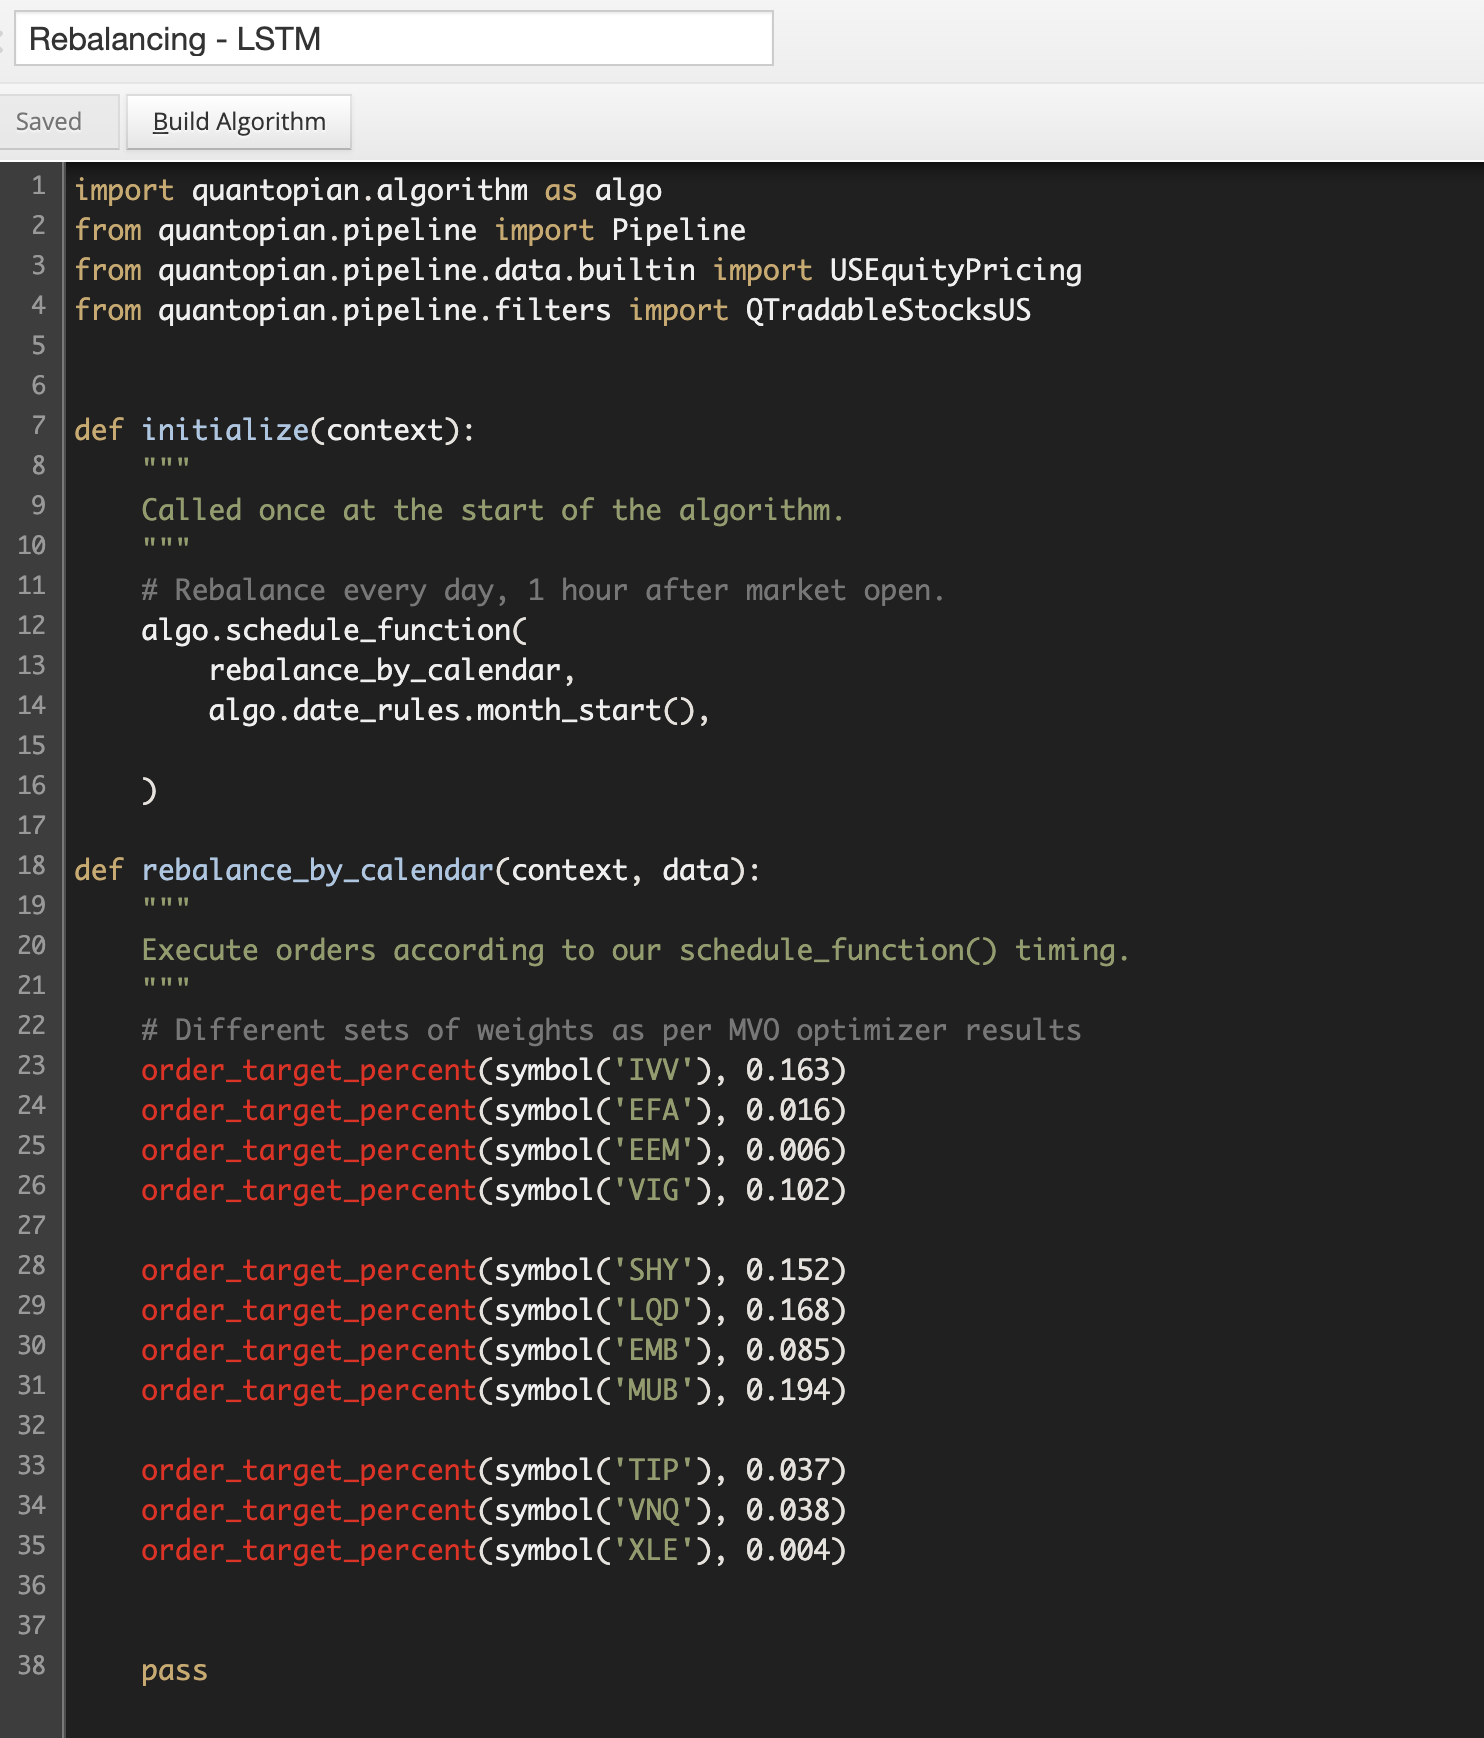 Rebalancing - LSTM
Saved Build Algorithm
1 import quantopian.algorithm as algo
2 from quantopian.pipeline import Pipeline
3 from quantopian.pipeline.data.builtin import USEquityPricing
4 from quantopian.pipeline.filters import QTradableStocksUS
5
6
7 def initialize(context):
8     """
9     Called once at the start of the algorithm.
10     """
11     # Rebalance every day, 1 hour after market open.
12     algo.schedule_function(
13         rebalance_by_calendar,
14         algo.date_rules.month_start(),
15
16     )
17
18 def rebalance_by_calendar(context, data):
19     """
20     Execute orders according to our schedule_function() timing.
21     """
22     # Different sets of weights as per MVO optimizer results
23     order_target_percent(symbol('IVV'), 0.163)
24     order_target_percent(symbol('EFA'), 0.016)
25     order_target_percent(symbol('EEM'), 0.006)
26     order_target_percent(symbol('VIG'), 0.102)
27
28     order_target_percent(symbol('SHY'), 0.152)
29     order_target_percent(symbol('LQD'), 0.168)
30     order_target_percent(symbol('EMB'), 0.085)
31     order_target_percent(symbol('MUB'), 0.194)
32
33     order_target_percent(symbol('TIP'), 0.037)
34     order_target_percent(symbol('VNQ'), 0.038)
35     order_target_percent(symbol('XLE'), 0.004)
36
37
38     pass